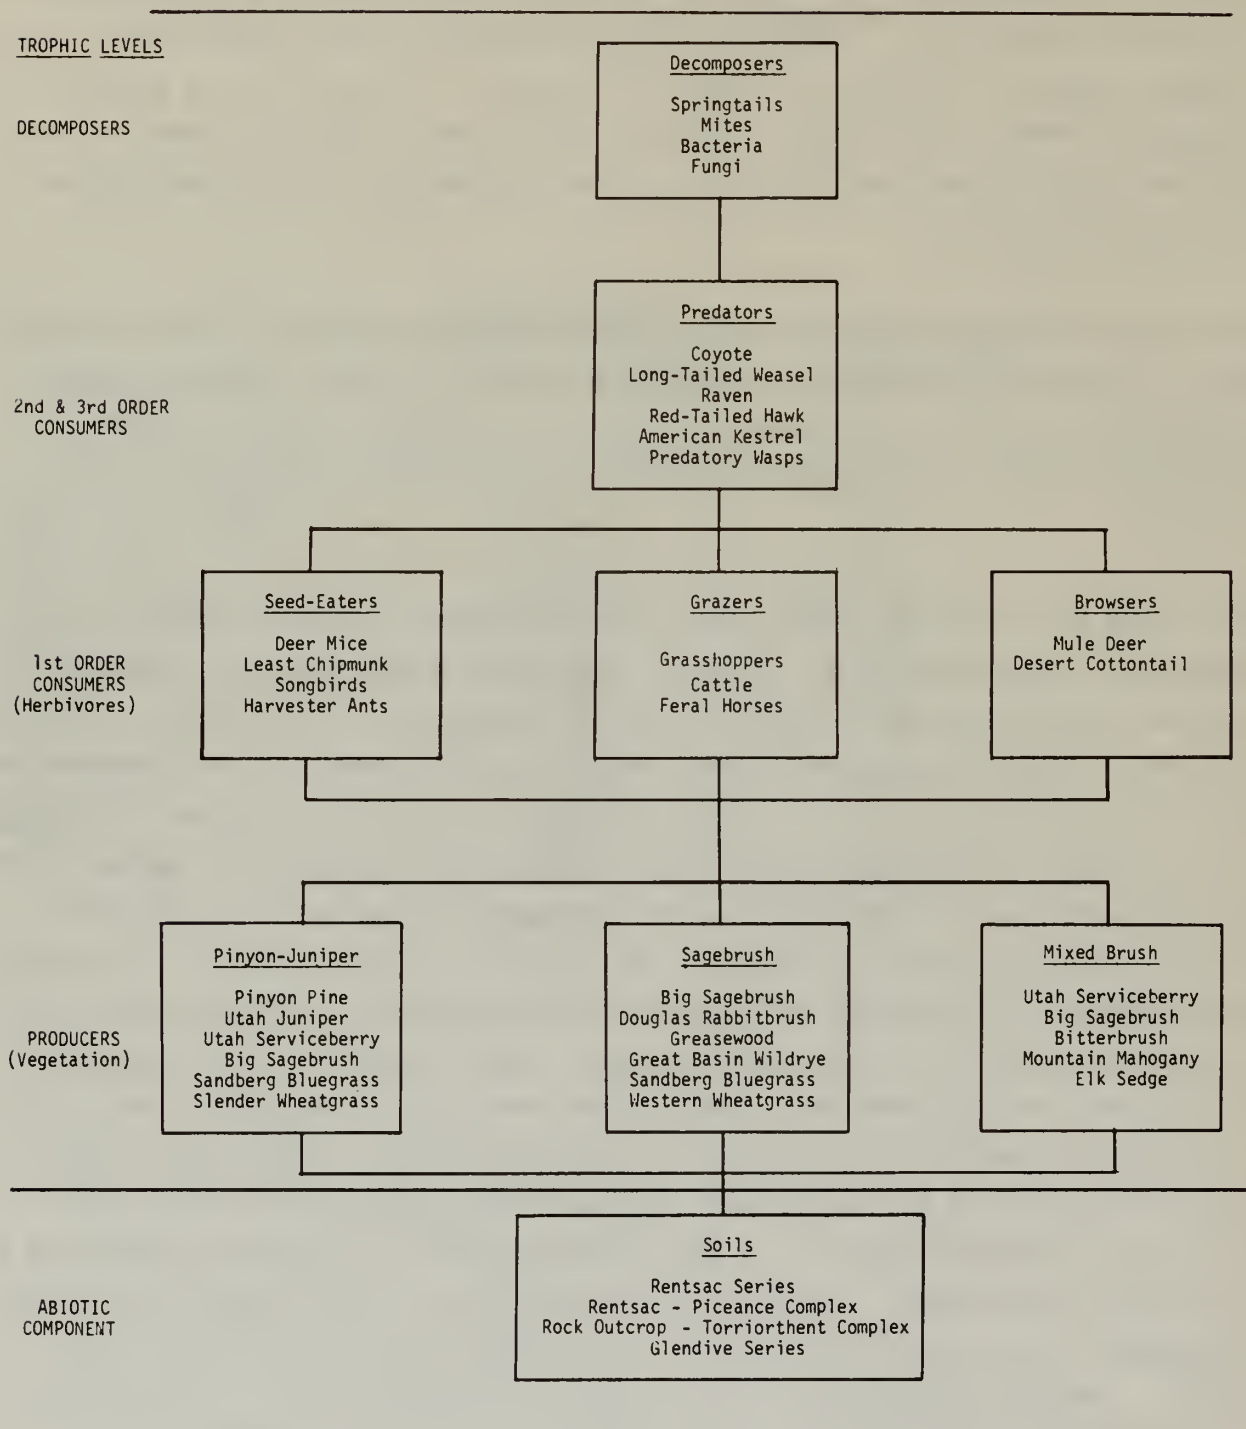 TROPHIC LEVELS
DECOMPOSERS
Decomposers
Springtails
Mites
Bacteria
Fungi
2nd & 3rd ORDER
CONSUMERS
Predators
Coyote
Long-Tailed Weasel
Raven
Red-Tailed Hawk
American Kestrel
Predatory Wasps
1st ORDER
CONSUMERS
(Herbivores)
Seed-Eaters
Deer Mice
Least Chipmunk
Songbirds
Harvester Ants
Grazers
Grasshoppers
Cattle
Feral Horses
Browsers
Mule Deer
Desert Cottontail
PRODUCERS
(Vegetation)
Pinyon-Juniper
Pinyon Pine
Utah Juniper
Utah Serviceberry
Big Sagebrush
Sandberg Bluegrass
Slender Wheatgrass
Sagebrush
Big Sagebrush
Douglas Rabbitbrush
Greasewood
Great Basin Wildrye
Sandberg Bluegrass
Western Wheatgrass
Mixed Brush
Utah Serviceberry
Big Sagebrush
Bitterbrush
Mountain Mahogany
Elk Sedge
ABIOTIC
COMPONENT
Soils
Rentsac Series
Rentsac - Piceance Complex
Rock Outcrop - Torriorthent Complex
Glendive Series